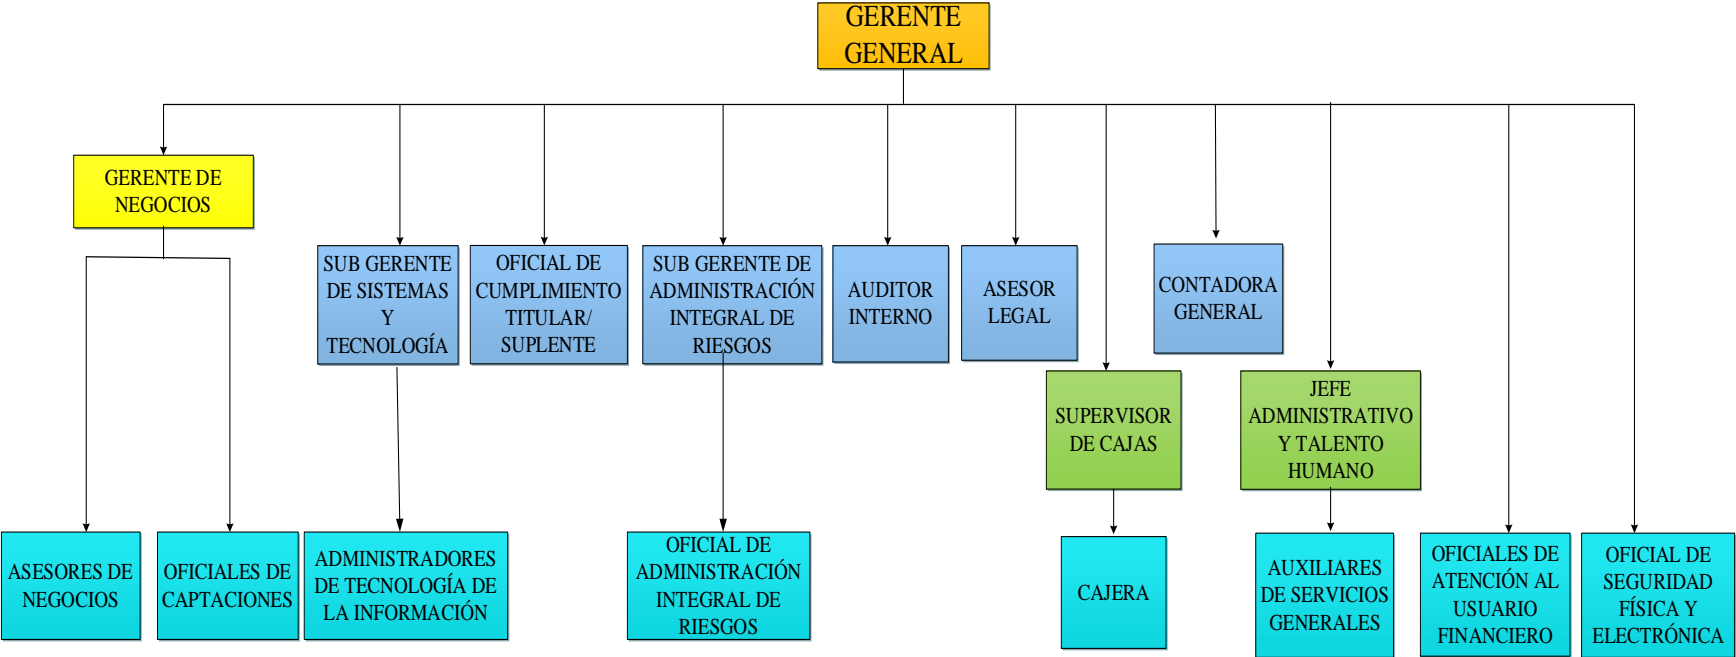 GERENTE
GENERAL
GERENTE DE
NEGOCIOS
SUB GERENTE
DE SISTEMAS
Y
TECNOLOGÍA
OFICIAL DE
CUMPLIMIENTO
TITULAR/
SUPLENTE
SUB GERENTE DE
ADMINISTRACIÓN
INTEGRAL DE
RIESGOS
AUDITOR
INTERNO
ASESOR
LEGAL
CONTADORA
GENERAL
SUPERVISOR
DE CAJAS
JEFE
ADMINISTRATIVO
Y TALENTO
HUMANO
ASESORES DE
NEGOCIOS
OFICIALES DE
CAPTACIONES
ADMINISTRADORES
DE TECNOLOGÍA DE
LA INFORMACIÓN
OFICIAL DE
ADMINISTRACIÓN
INTEGRAL DE
RIESGOS
CAJERA
AUXILIARES
DE SERVICIOS
GENERALES
OFICIALES DE
ATENCIÓN AL
USUARIO
FINANCIERO
OFICIAL DE
SEGURIDAD
FÍSICA Y
ELECTRÓNICA